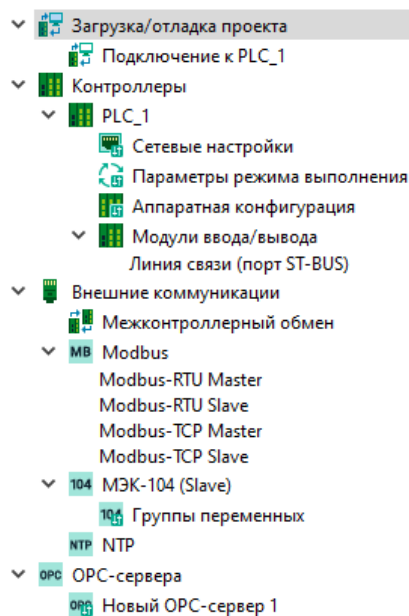 Загрузка/отладка проекта
Подключение к PLC_1
Контроллеры
PLC_1
Сетевые настройки
Параметры режима выполнения
Аппаратная конфигурация
Модули ввода/вывода
Линия связи (порт ST-BUS)
Внешние коммуникации
Межконтроллерный обмен
MB Modbus
Modbus-RTU Master
Modbus-RTU Slave
Modbus-TCP Master
Modbus-TCP Slave
104 МЭК-104 (Slave)
104 Группы переменных
NTP NTP
OPC OPC-сервера
OPC Новый OPC-сервер 1